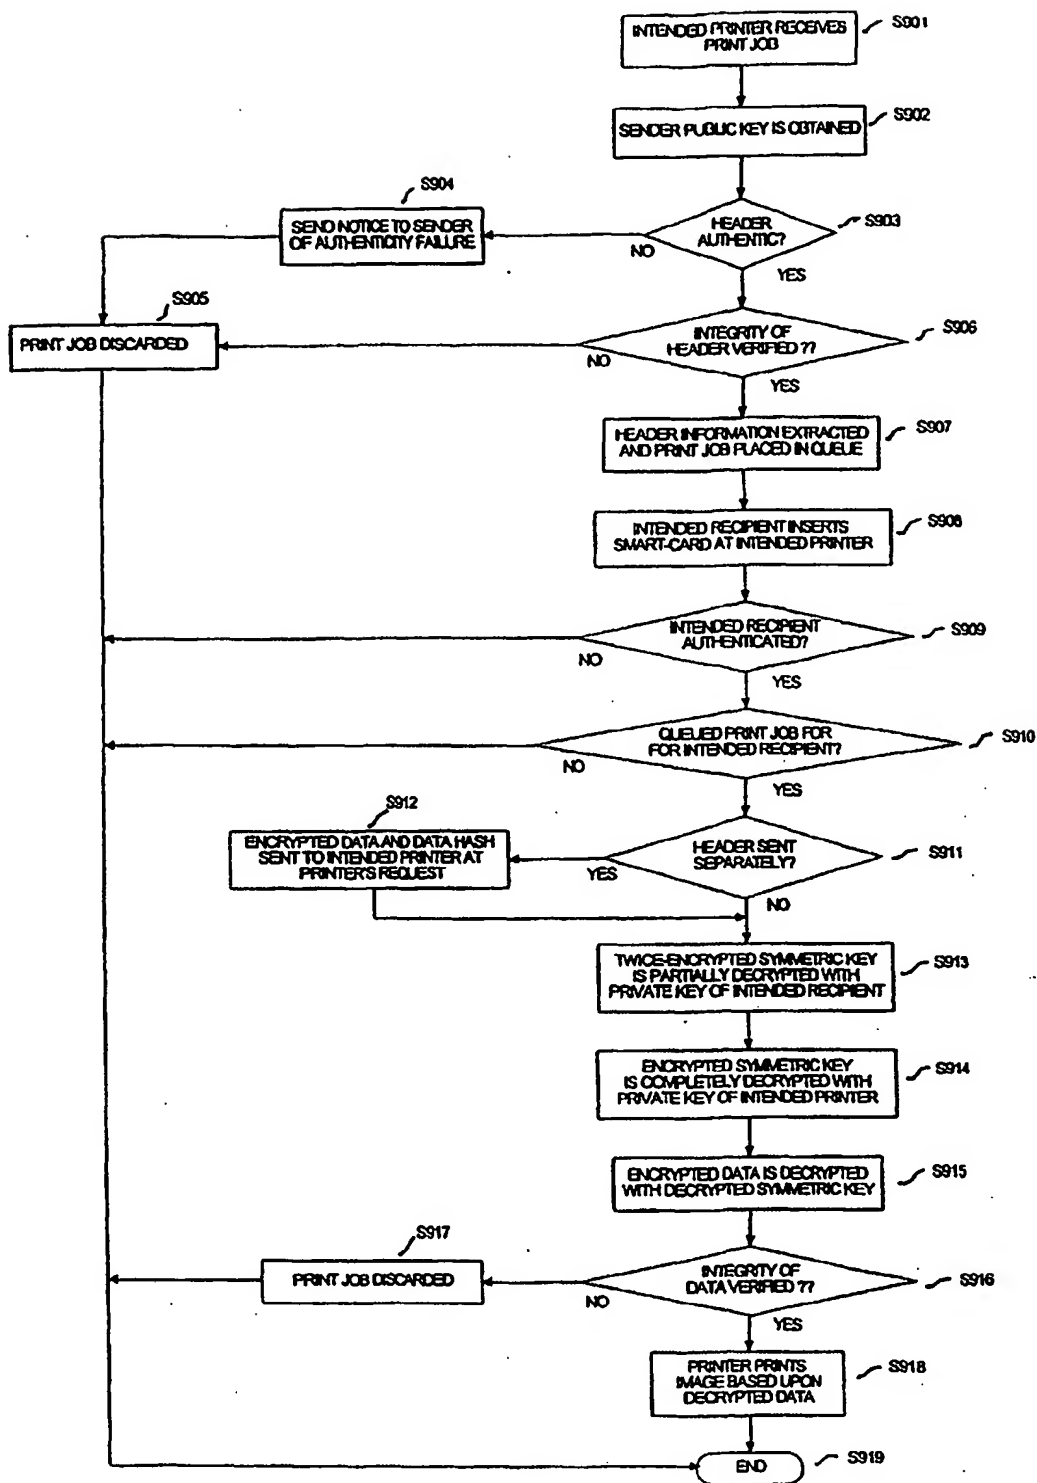 INTENDED PRINTER RECEIVES
PRINT JOB
S901
SENDER PUBLIC KEY IS OBTAINED
S902
HEADER
AUTHENTIC?
S903
NO
YES
SEND NOTICE TO SENDER
OF AUTHENTICITY FAILURE
S904
PRINT JOB DISCARDED
S905
INTEGRITY OF
HEADER VERIFIED ??
S906
NO
YES
HEADER INFORMATION EXTRACTED
AND PRINT JOB PLACED IN QUEUE
S907
INTENDED RECIPIENT INSERTS
SMART-CARD AT INTENDED PRINTER
S908
INTENDED RECIPIENT
AUTHENTICATED?
S909
NO
YES
QUEUED PRINT JOB FOR
FOR INTENDED RECIPIENT?
S910
NO
YES
HEADER SENT
SEPARATELY?
S911
YES
NO
S912
ENCRYPTED DATA AND DATA HASH
SENT TO INTENDED PRINTER AT
PRINTER'S REQUEST
TWICE-ENCRYPTED SYMMETRIC KEY
IS PARTIALLY DECRYPTED WITH
PRIVATE KEY OF INTENDED RECIPIENT
S913
ENCRYPTED SYMMETRIC KEY
IS COMPLETELY DECRYPTED WITH
PRIVATE KEY OF INTENDED PRINTER
S914
ENCRYPTED DATA IS DECRYPTED
WITH DECRYPTED SYMMETRIC KEY
S915
INTEGRITY OF
DATA VERIFIED ??
S916
NO
YES
S917
PRINT JOB DISCARDED
PRINTER PRINTS
IMAGE BASED UPON
DECRYPTED DATA
S918
END
S919